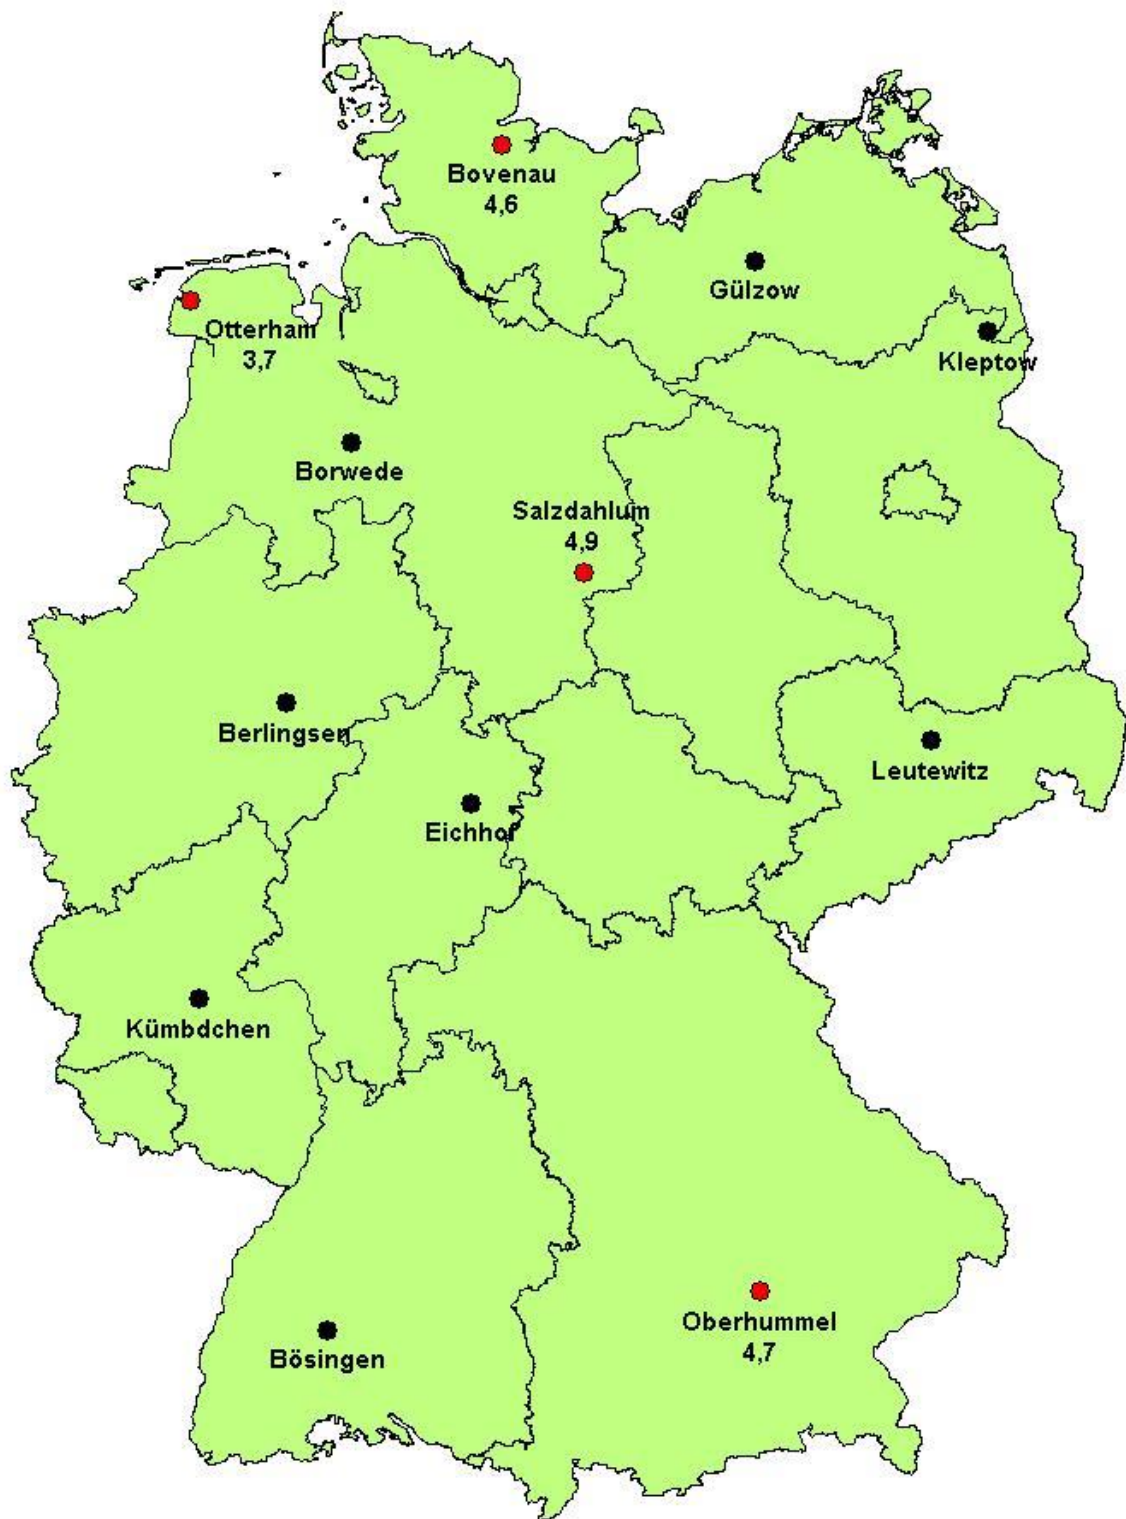 Bovenau
4,6
Gülzow
Otterham
3,7
Kleptow
Borwede
Salzdahlum
4,9
Berlingsen
Leutewitz
Eichhof
Kümbdchen
Oberhummel
4,7
Bösingen